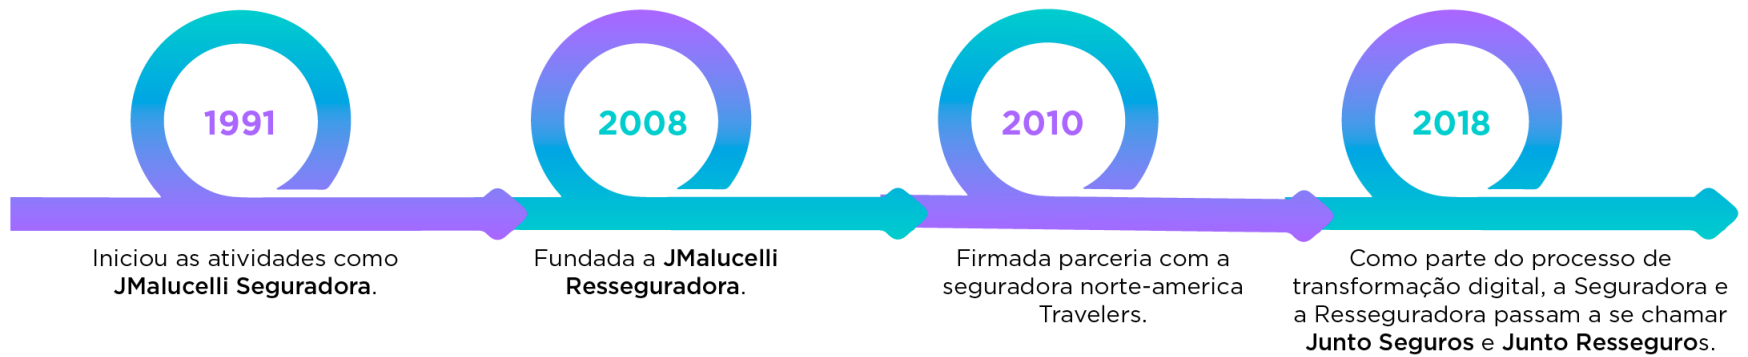 1991
Iniciou as atividades como
JMalucelli Seguradora.
2008
Fundada a JMalucelli
Resseguradora.
2010
Firmada parceria com a
seguradora norte-america
Travelers.
2018
Como parte do processo de
transformação digital, a Seguradora e
a Resseguradora passam a se chamar
Junto Seguros e Junto Resseguros.